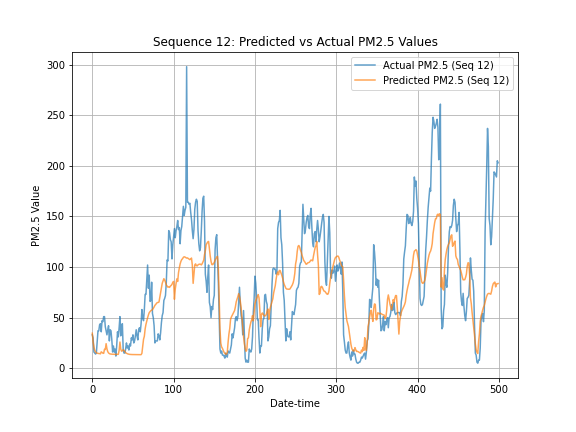 Sequence 12: Predicted vs Actual PM2.5 Values
Actual PM2.5 (Seq 12)
Predicted PM2.5 (Seq 12)
PM2.5 Value
300
250
200
150
100
50
0
0 100 200 300 400 500
Date-time